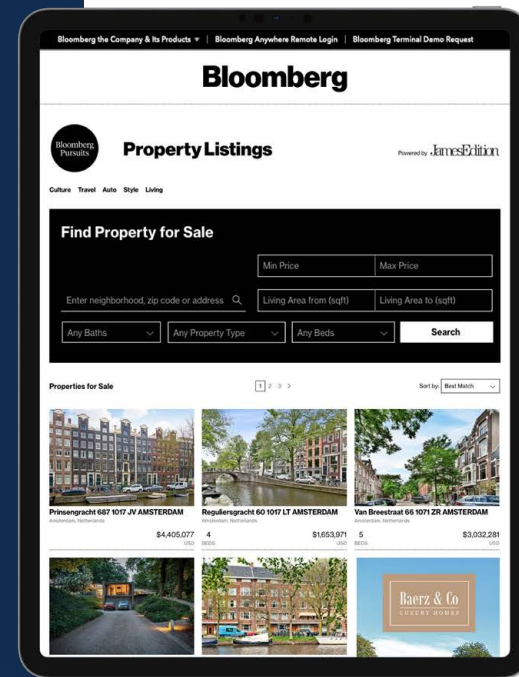 Bloomberg the Company & Its Products ▾ | Bloomberg Anywhere Remote Login | Bloomberg Terminal Demo Request
Bloomberg
Bloomberg
Pursuits
Property Listings
Powered by JamesEdition
Culture Travel Auto Style Living
Find Property for Sale
Min Price Max Price
Enter neighborhood, zip code or address Living Area from (sqft) Living Area to (sqft)
Any Baths Any Property Type Any Beds Search
Properties for Sale 1 2 3 > Sort by: Best Match
Prinsengracht 687 1017 JV AMSTERDAM Reguliersgracht 60 1017 LT AMSTERDAM Van Breestraat 66 1071 ZR AMSTERDAM
Amsterdam, Netherlands Amsterdam, Netherlands Amsterdam, Netherlands
$4,405,077 4 $1,653,971 5 $3,032,281
USD BEDS USD BEDS USD
Baerz & Co
LUXURY HOMES